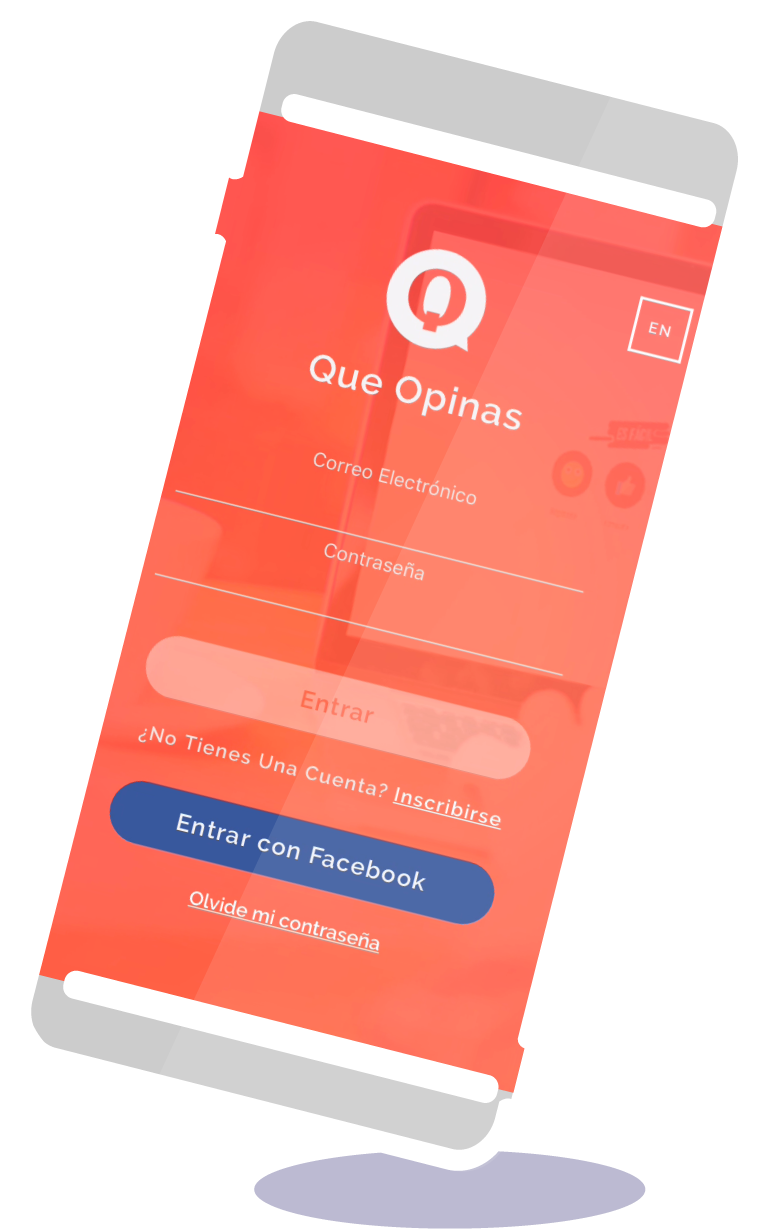 EN
Que Opinas
Correo Electrónico
Contraseña
Entrar
¿No Tienes Una Cuenta? Inscribirse
Entrar con Facebook
Olvide mi contraseña